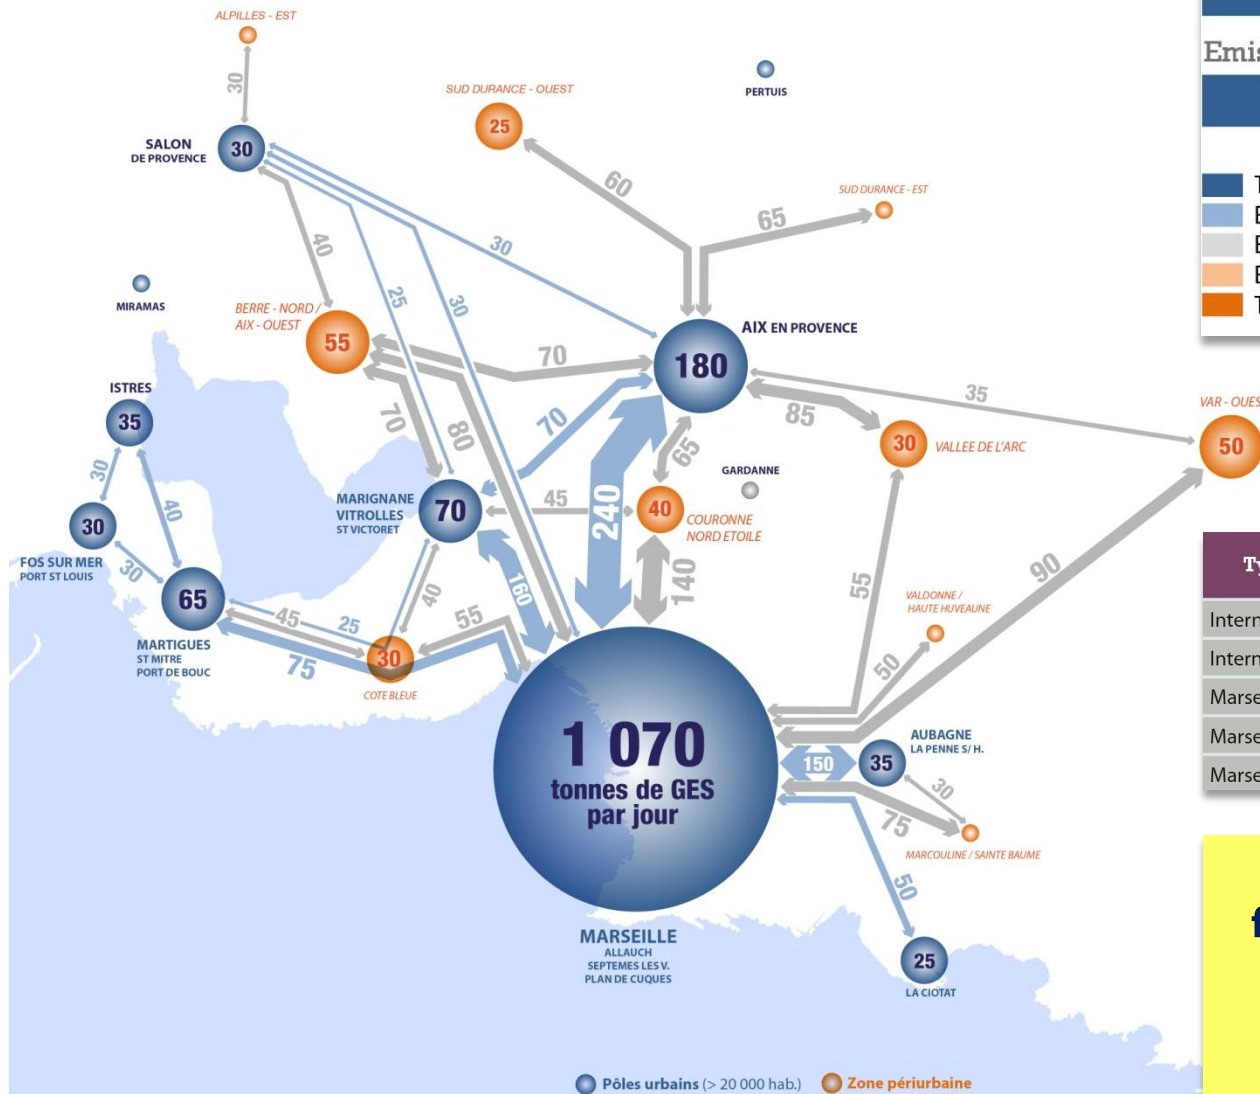 ALPILLES - EST
30
SALON
DE PROVENCE
30
SUD DURANCE - OUEST
25
PERTUIS
60
65
SUD DURANCE - EST
40
25
30
30
MIRAMAS
BERRE - NORD /
AIX - OUEST
55
70
AIX EN PROVENCE
180
35
VAR - OUES
50
ISTRES
35
70
80
70
65
85
30
VALLEE DE L'ARC
GARDANNE
30
40
MARIGNANE
VITROLLES
ST VICTORET
70
45
240
40
COURONNE
NORD ETOILE
30
FOS SUR MER
PORT ST LOUIS
30
65
MARTIGUES
ST MITRE
PORT DE BOUC
45
25
75
40
160
55
30
COTE BLEUE
140
55
90
VALDONNE /
HAUTE HUVEAUNE
50
1 070
tonnes de GES
par jour
MARSEILLE
ALLAUCH
SEPTEMES LES V.
PLAN DE CUQUES
150
35
AUBAGNE
LA PENNE S/ H.
30
75
MARCOULINE / SAINTE BAUME
50
25
LA CIOTAT
Pôles urbains (> 20 000 hab.)
Zone périurbaine
Emis
T
E
E
E
T
Ty
Intern
Intern
Marse
Marse
Marse
f